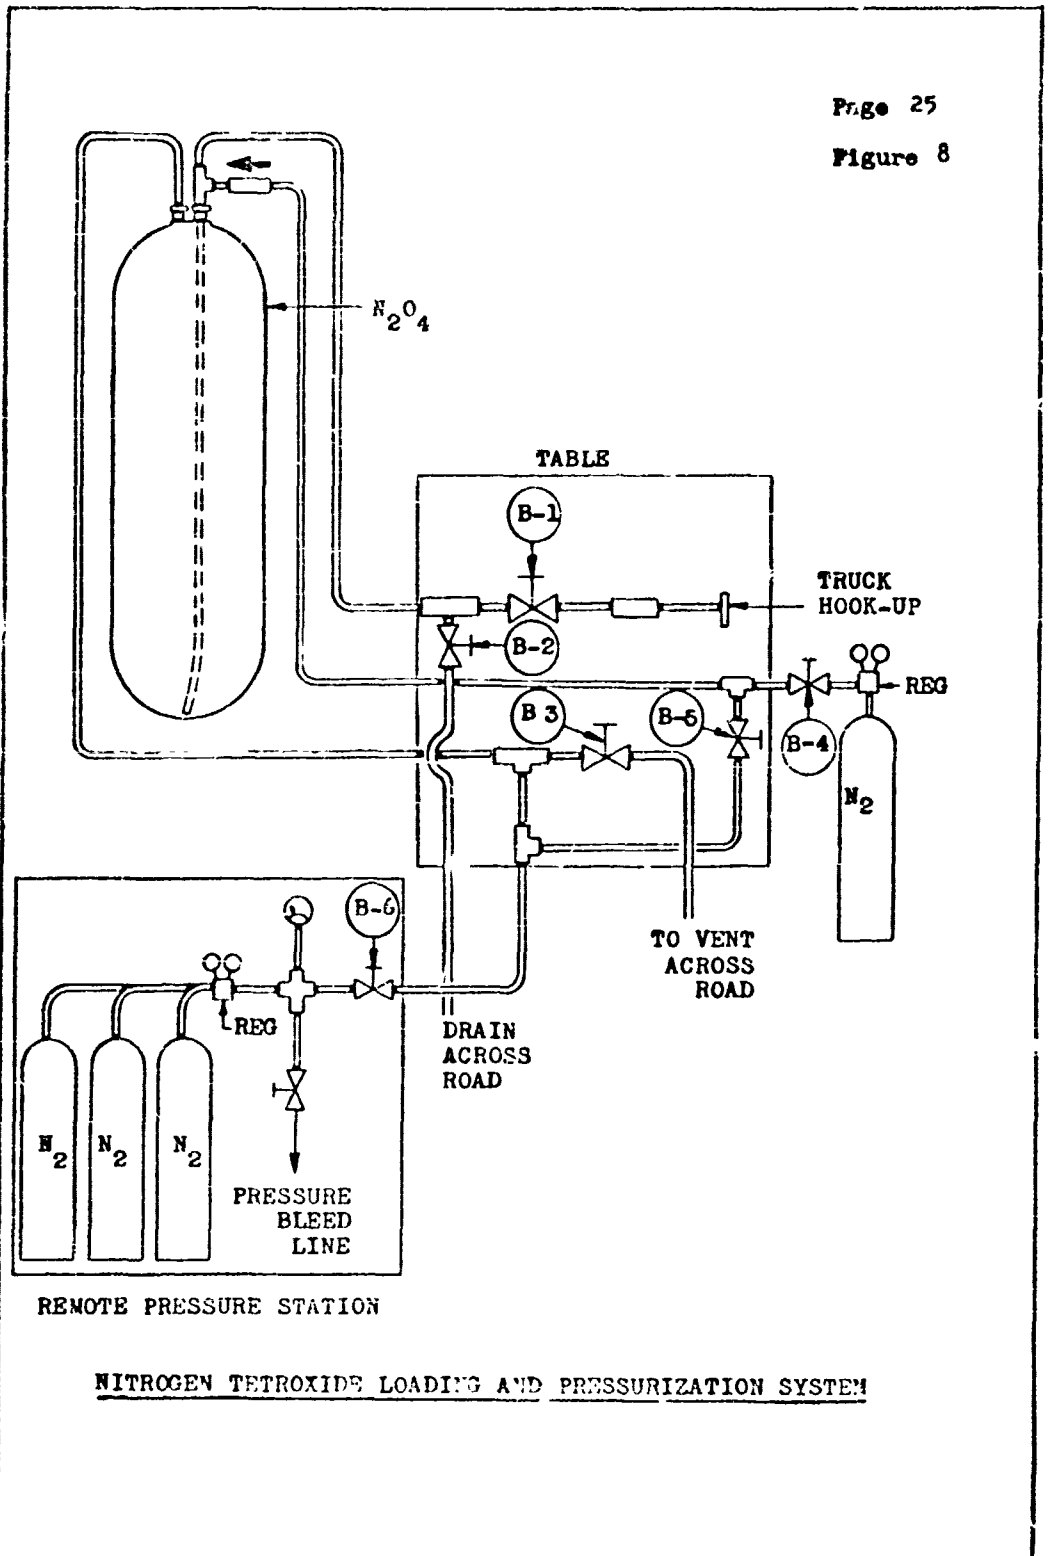 Page 25
Figure 8
N2O4
TABLE
B-1
TRUCK
HOOK-UP
B-2
REG
B 3
B-5
B-4
N2
TO VENT
ACROSS
ROAD
B-6
REG
DRAIN
ACROSS
ROAD
N2 N2 N2
PRESSURE
BLEED
LINE
REMOTE PRESSURE STATION
NITROGEN TETROXIDE LOADING AND PRESSURIZATION SYSTEM